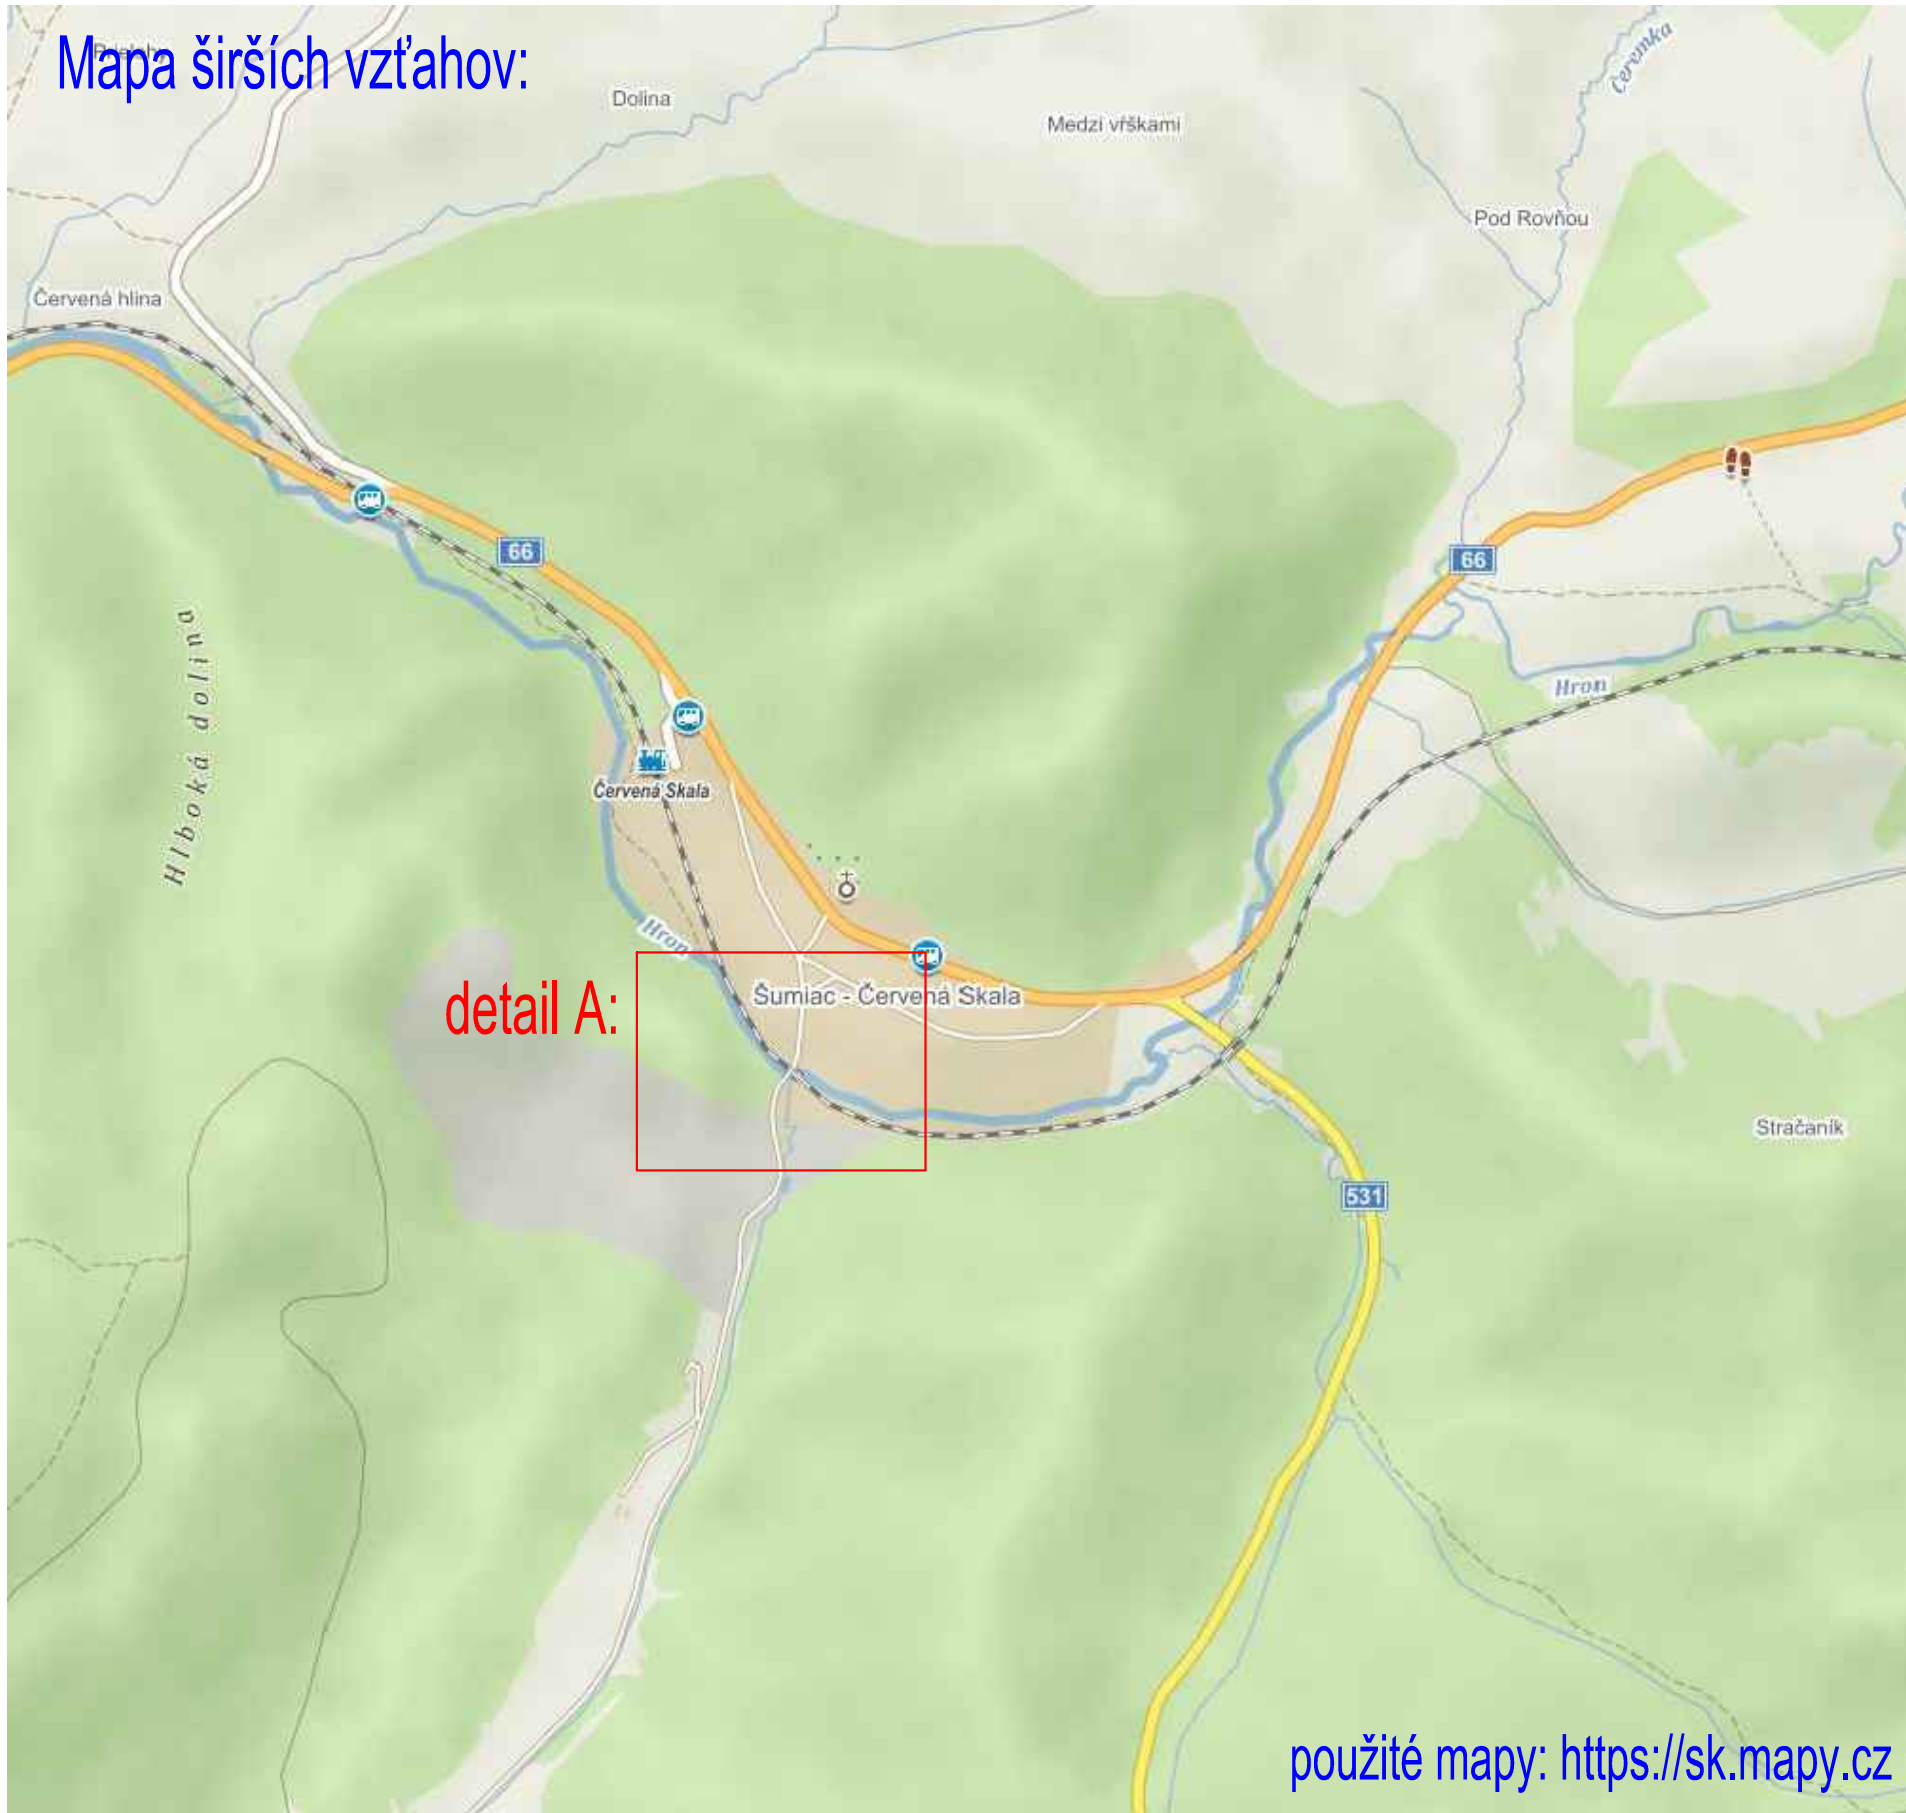 Mapa širších vzťahov:
Dolina
Medzi vŕškami
Čeremka
Pod Rovňou
Červená hlina
66
66
Hlboká dolina
Hron
Červená Skala
Hron
detail A:
Šumiac - Červená Skala
Stračaník
531
použité mapy: https://sk.mapy.cz